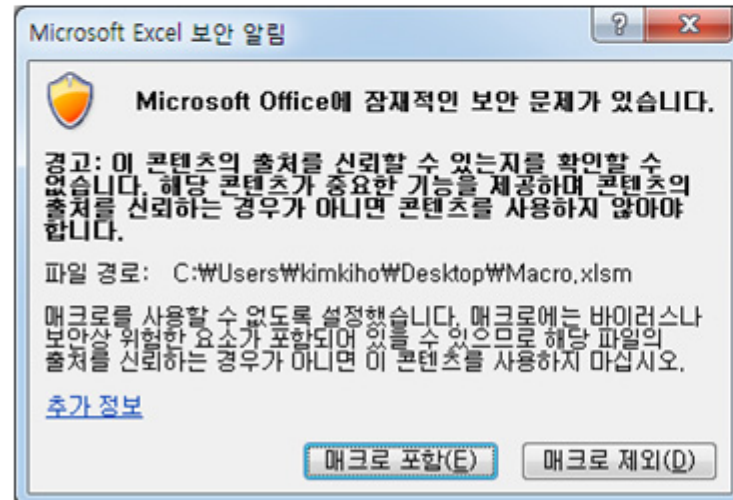 Microsoft Excel 보안 알림
Microsoft Office에 잠재적인 보안 문제가 있습니다.
경고: 이 콘텐츠의 출처를 신뢰할 수 있는지를 확인할 수
없습니다. 해당 콘텐츠가 중요한 기능을 제공하며 콘텐츠의
출처를 신뢰하는 경우가 아니면 콘텐츠를 사용하지 않아야
합니다.
파일 경로: C:₩Users₩kimkiho₩Desktop₩Macro.xlsm
매크로를 사용할 수 없도록 설정했습니다. 매크로에는 바이러스나
보안상 위험한 요소가 포함되어 있을 수 있으므로 해당 파일의
출처를 신뢰하는 경우가 아니면 이 콘텐츠를 사용하지 마십시오.
추가 정보
매크로 포함(E) 매크로 제외(D)